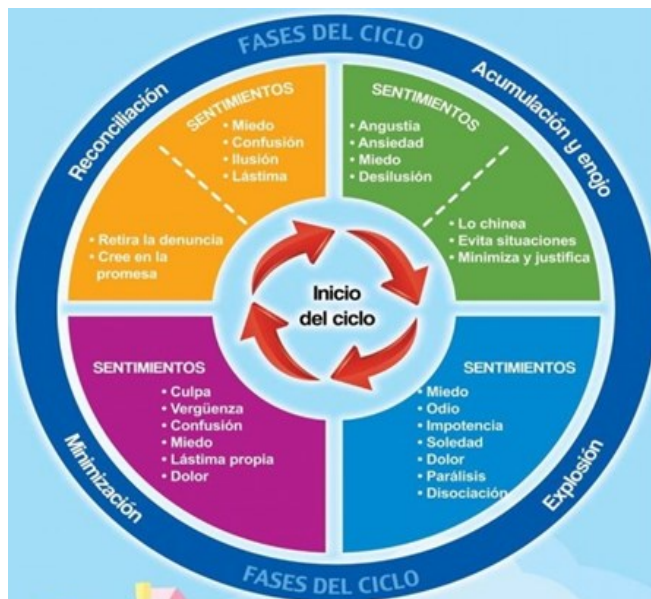 FASES DEL CICLO
Reconciliación
SENTIMIENTOS
• Miedo
• Confusión
• Ilusión
• Lástima
• Retira la denuncia
• Cree en la
promesa
Acumulación y enojo
SENTIMIENTOS
• Angustia
• Ansiedad
• Miedo
• Desilusión
• Lo chinea
• Evita situaciones
• Minimiza y justifica
Inicio
del ciclo
Minimización
SENTIMIENTOS
• Culpa
• Vergüenza
• Confusión
• Miedo
• Lástima propia
• Dolor
Explosión
SENTIMIENTOS
• Miedo
• Odio
• Impotencia
• Soledad
• Dolor
• Parálisis
• Disociación
FASES DEL CICLO